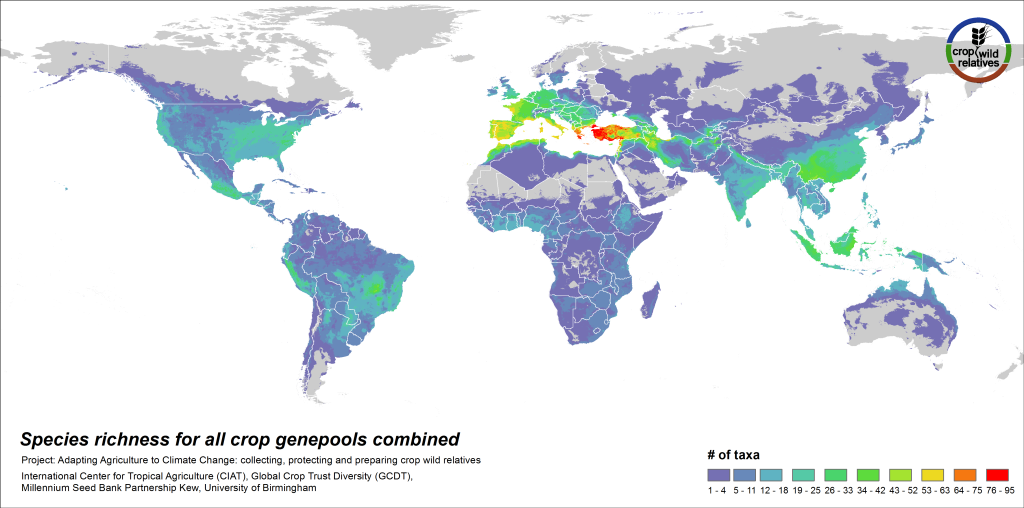 crop wild
relatives
Species richness for all crop genepools combined
Project: Adapting Agriculture to Climate Change: collecting, protecting and preparing crop wild relatives
International Center for Tropical Agriculture (CIAT), Global Crop Trust Diversity (GCDT),
Millennium Seed Bank Partnership Kew, University of Birmingham
# of taxa
1 - 4 5 - 11 12 - 18 19 - 25 26 - 33 34 - 42 43 - 52 53 - 63 64 - 75 76 - 95